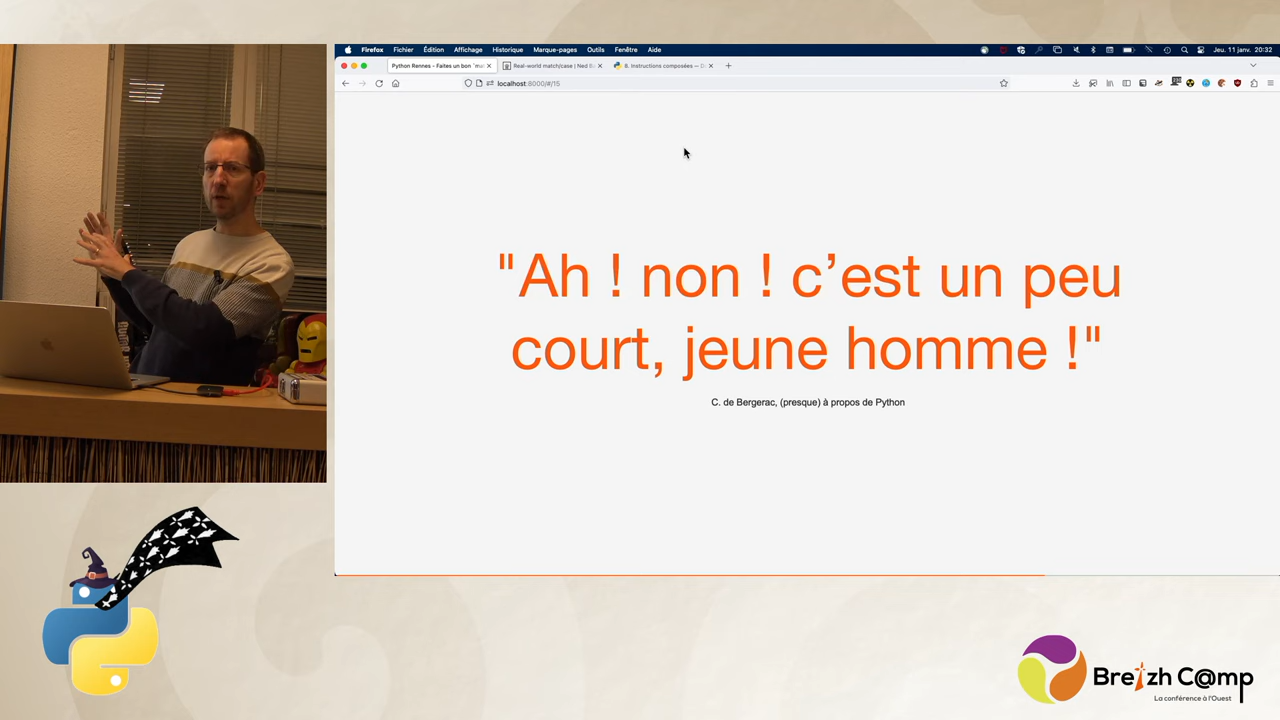 Firefox Fichier Édition Affichage Historique Marque-pages Outils Fenêtre Aide
Jeu. 11 janv. 20:32
Python Rennes - Faites un bon
Real-world match/case | Ned B
8. Instructions composées — D
localhost:8000/#/15
"Ah ! non ! c’est un peu
court, jeune homme !"
C. de Bergerac, (presque) à propos de Python
Breizh C@mp
La conférence à l'Ouest